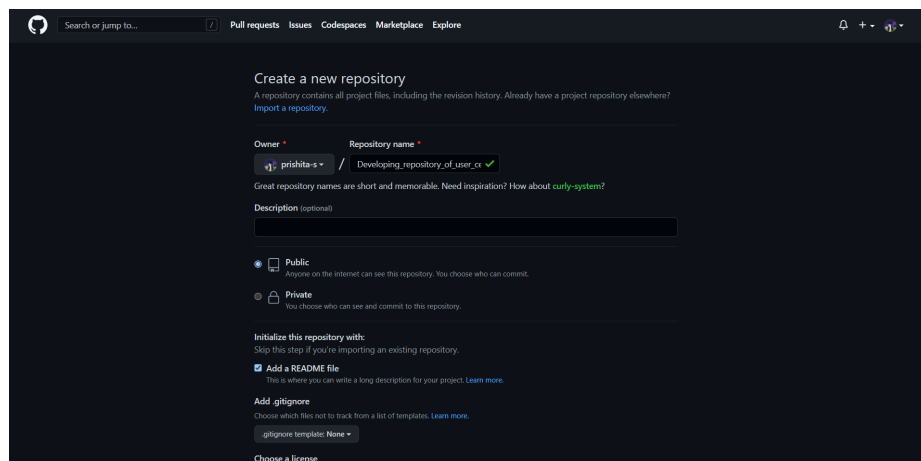 Search or jump to... /
Pull requests Issues Codespaces Marketplace Explore
Create a new repository
A repository contains all project files, including the revision history. Already have a project repository elsewhere?
Import a repository.
Owner * Repository name *
prishita-s / Developing_repository_of_user_ce
Great repository names are short and memorable. Need inspiration? How about curly-system?
Description (optional)
Public
Anyone on the internet can see this repository. You choose who can commit.
Private
You choose who can see and commit to this repository.
Initialize this repository with:
Skip this step if you're importing an existing repository.
Add a README file
This is where you can write a long description for your project. Learn more.
Add .gitignore
Choose which files not to track from a list of templates. Learn more.
.gitignore template: None
Choose a license